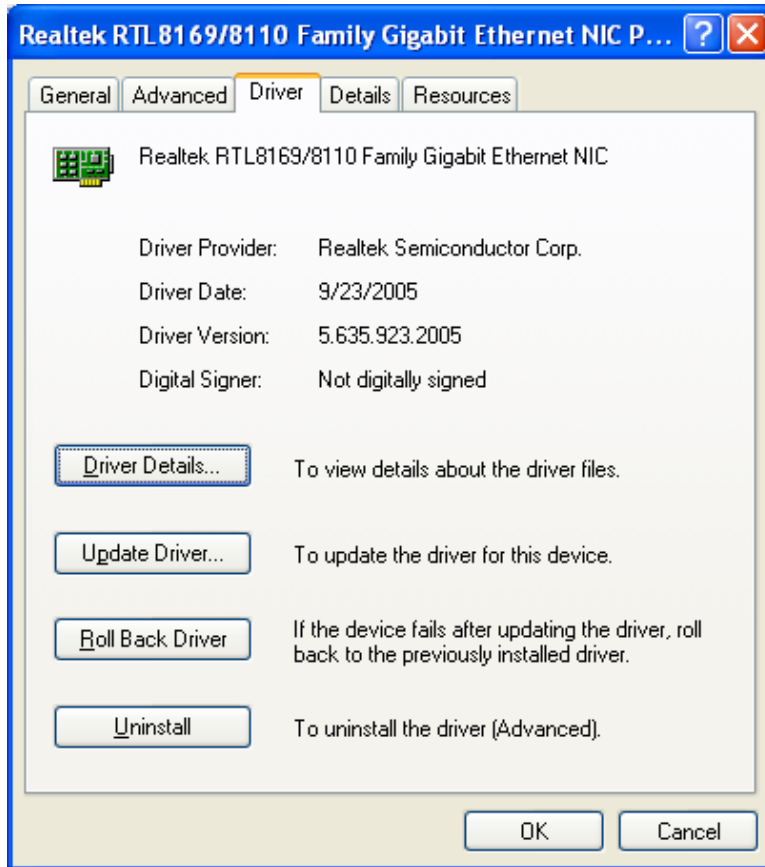 Realtek RTL8169/8110 Family Gigabit Ethernet NIC P...
General Advanced Driver Details Resources
Realtek RTL8169/8110 Family Gigabit Ethernet NIC
Driver Provider: Realtek Semiconductor Corp.
Driver Date: 9/23/2005
Driver Version: 5.635.923.2005
Digital Signer: Not digitally signed
Driver Details... To view details about the driver files.
Update Driver... To update the driver for this device.
Roll Back Driver If the device fails after updating the driver, roll
back to the previously installed driver.
Uninstall To uninstall the driver (Advanced).
OK Cancel